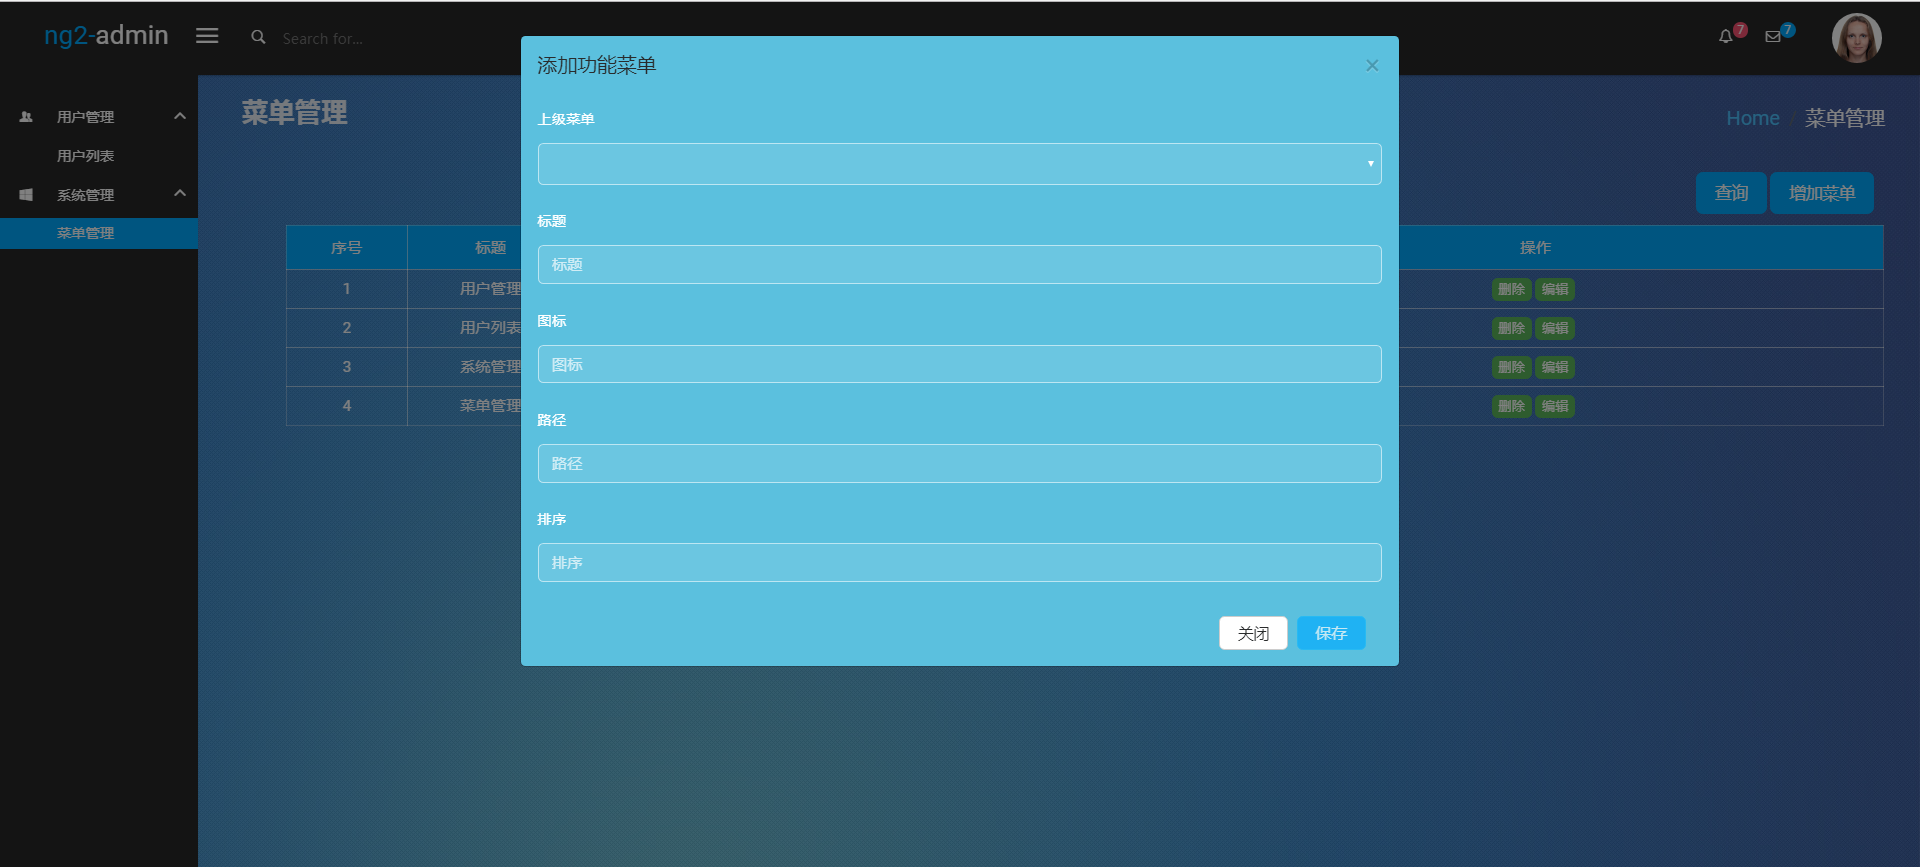 ng2-admin
Search for...
7
7
用户管理
用户列表
系统管理
菜单管理
菜单管理
Home / 菜单管理
查询
增加菜单
序号 标题 操作
1 用户管理 删除 编辑
2 用户列表 删除 编辑
3 系统管理 删除 编辑
4 菜单管理 删除 编辑
添加功能菜单 ×
上级菜单
标题
标题
图标
图标
路径
路径
排序
排序
关闭 保存